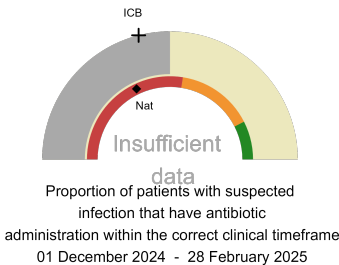 ICB
Nat
Insufficient
data
Proportion of patients with suspected
infection that have antibiotic
administration within the correct clinical timeframe
01 December 2024 - 28 February 2025